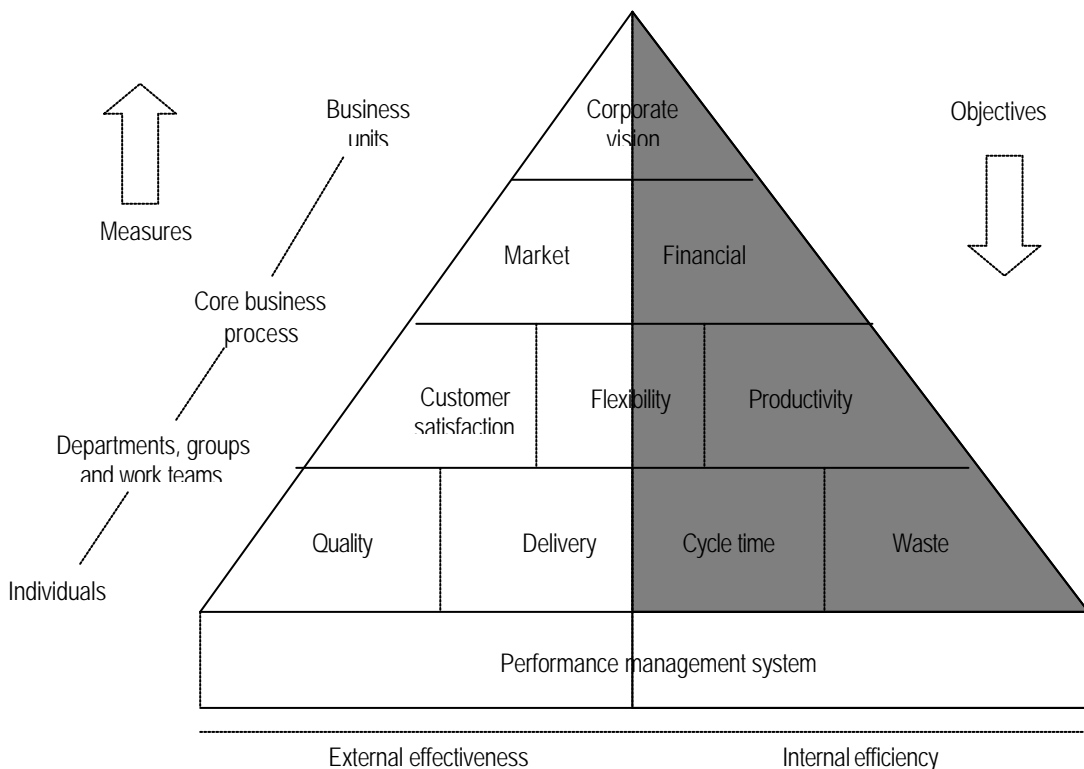 Business
units
Corporate
vision
Objectives
Measures
Market
Financial
Core business
process
Customer
satisfaction
Flexibility
Productivity
Departments, groups
and work teams
Quality
Delivery
Cycle time
Waste
Individuals
Performance management system
External effectiveness
Internal efficiency